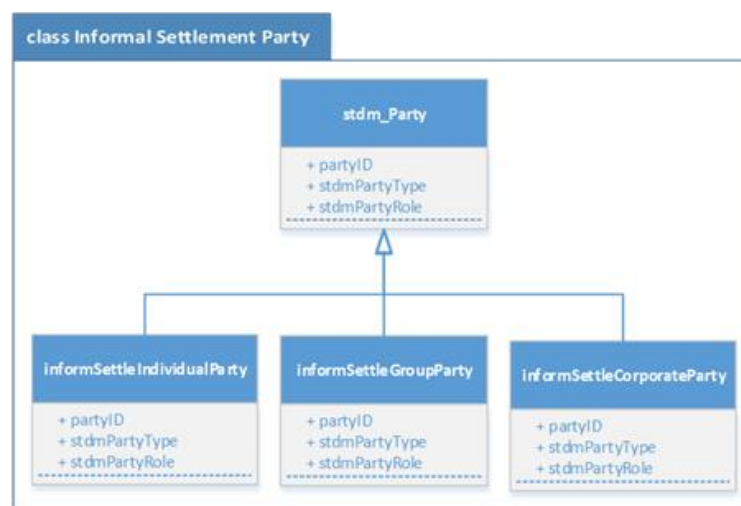 class Informal Settlement Party
stdm_Party
+ partyID
+ stdmPartyType
+ stdmPartyRole
informSettleIndividualParty
+ partyID
+ stdmPartyType
+ stdmPartyRole
informSettleGroupParty
+ partyID
+ stdmPartyType
+ stdmPartyRole
informSettleCorporateParty
+ partyID
+ stdmPartyType
+ stdmPartyRole